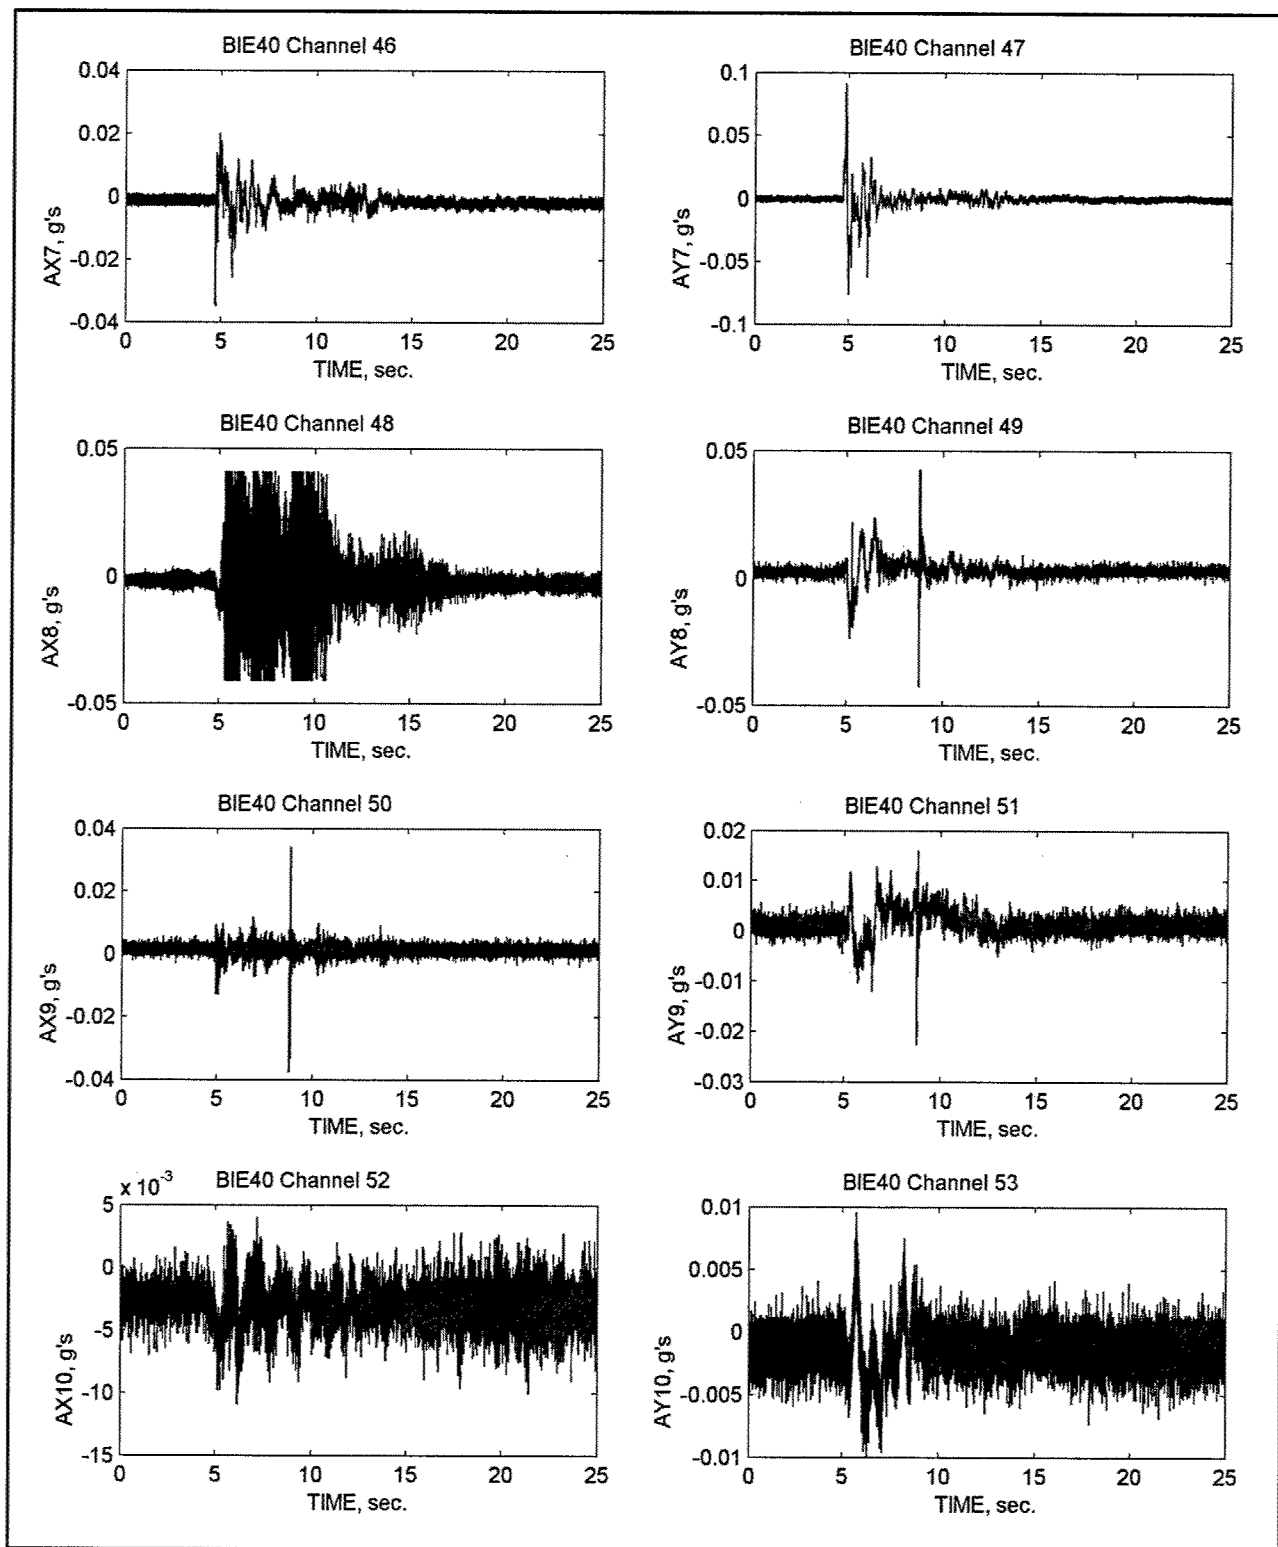 BIE40 Channel 46
0.04
0.02
0
-0.02
-0.04
AX7, g's
0 5 10 15 20 25
TIME, sec.
BIE40 Channel 47
0.1
0.05
0
-0.05
-0.1
AY7, g's
0 5 10 15 20 25
TIME, sec.
BIE40 Channel 48
0.05
0
-0.05
AX8, g's
0 5 10 15 20 25
TIME, sec.
BIE40 Channel 49
0.05
0
-0.05
AY8, g's
0 5 10 15 20 25
TIME, sec.
BIE40 Channel 50
0.04
0.02
0
-0.02
-0.04
AX9, g's
0 5 10 15 20 25
TIME, sec.
BIE40 Channel 51
0.02
0.01
0
-0.01
-0.02
-0.03
AY9, g's
0 5 10 15 20 25
TIME, sec.
BIE40 Channel 52
x 10-3
5
0
-5
-10
-15
AX10, g's
0 5 10 15 20 25
TIME, sec.
BIE40 Channel 53
0.01
0.005
0
-0.005
-0.01
AY10, g's
0 5 10 15 20 25
TIME, sec.